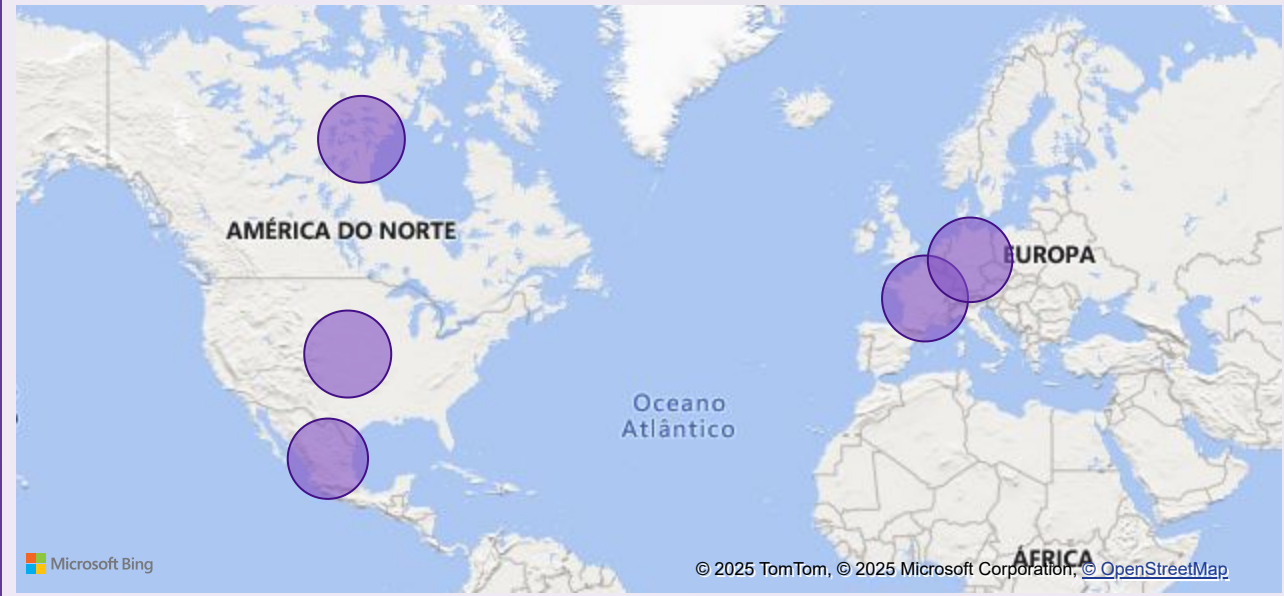 AMÉRICA DO NORTE
EUROPA
Oceano
Atlântico
ÁFRICA
Microsoft Bing
© 2025 TomTom, © 2025 Microsoft Corporation, © OpenStreetMap